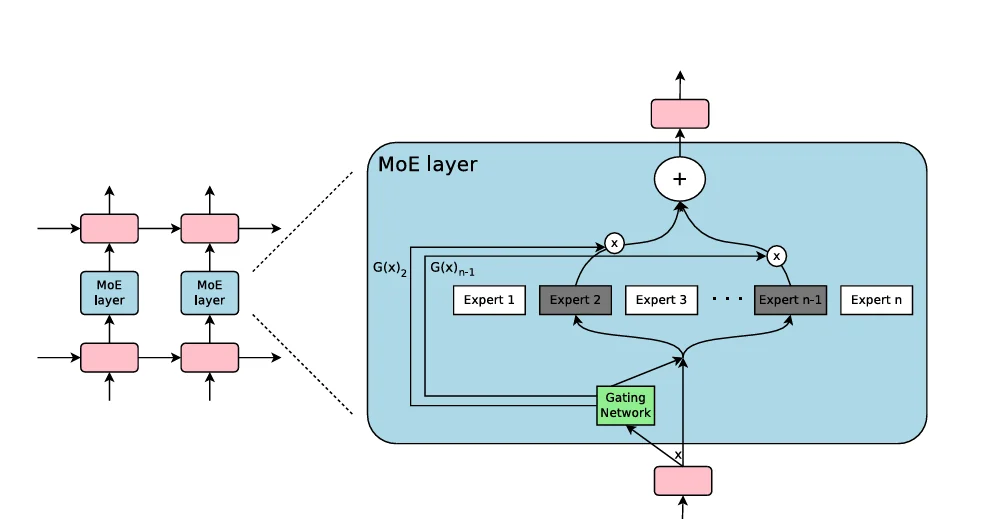 MoE layer
+
x
x
G(x)2
G(x)n-1
MoE
layer
MoE
layer
Expert 1
Expert 2
Expert 3
. . .
Expert n-1
Expert n
Gating
Network
x